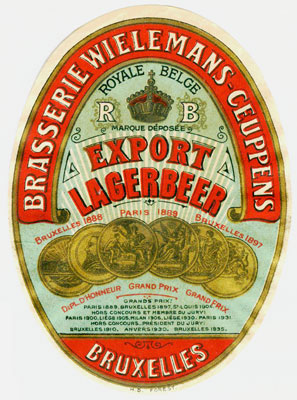 BRASSERIE WIELEMANS-CEUPPENS
ROYALE BELGE
R B
MARQUE DÉPOSÉE
EXPORT
LAGERBEER
BRUXELLES 1888 PARIS 1889 BRUXELLES 1897
DIPL. D'HONNEUR GRAND PRIX GRAND PRIX
GRANDS PRIX:
PARIS 1889, BRUXELLES 1897, ST LOUIS 1904
HORS CONCOURS ET MEMBRE DU JURY:
PARIS 1900, LIÉGE 1905, MILAN 1906, LIÉGE 1930, PARIS 1931
HORS CONCOURS, PRÉSIDENT DU JURY:
BRUXELLES 1910, ANVERS 1930, BRUXELLES 1935.
BRUXELLES